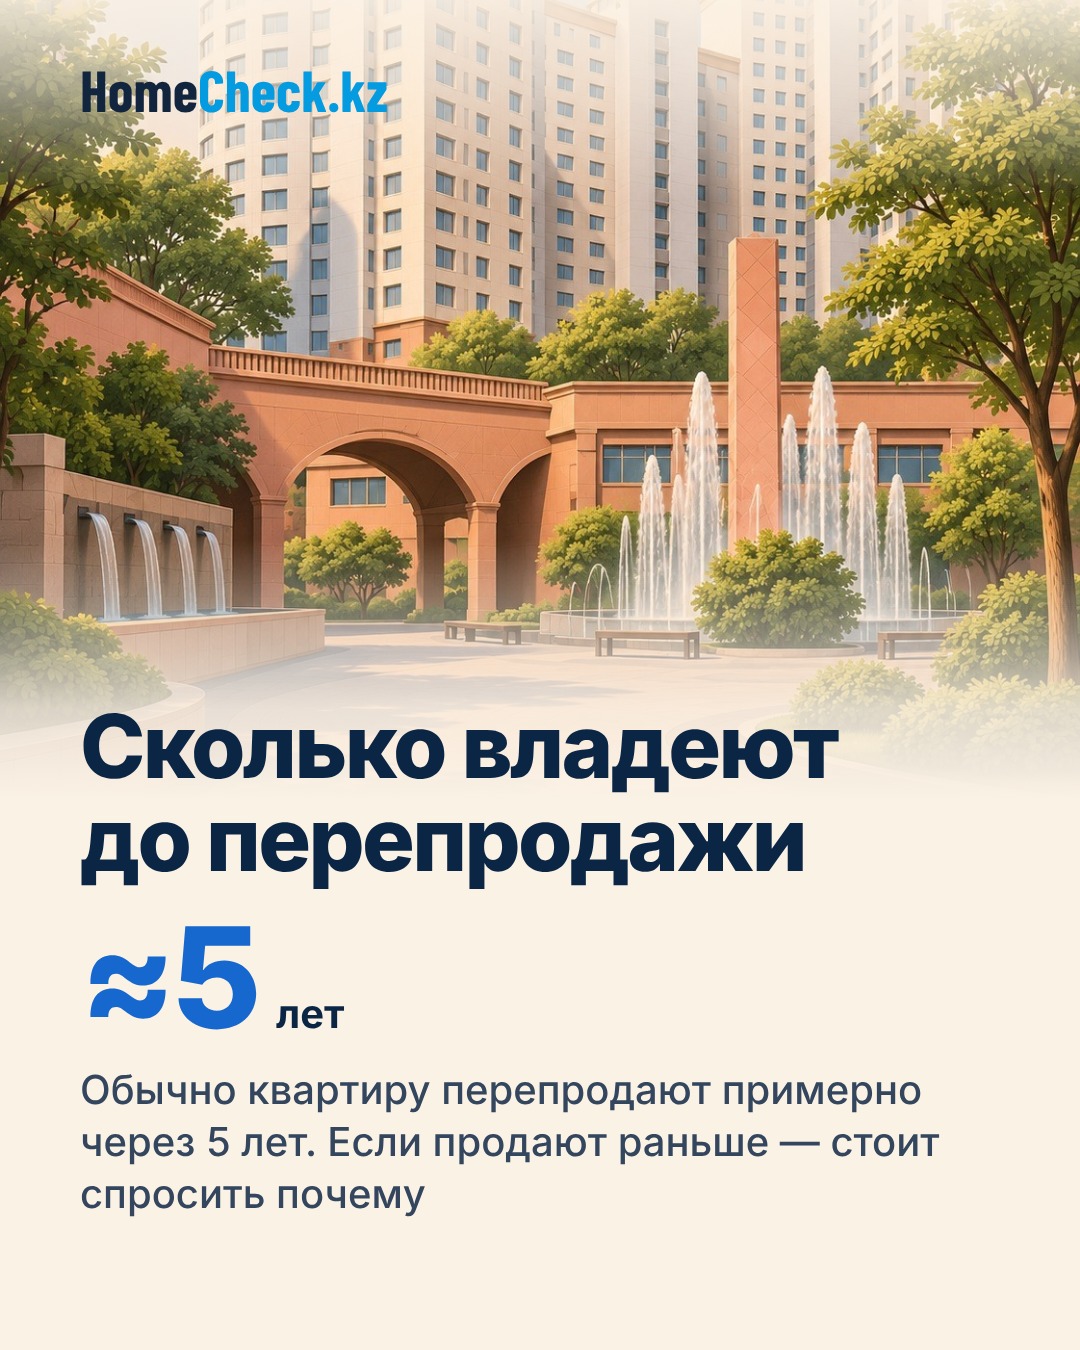 HomeCheck.kz
Сколько владеют
до перепродажи
≈5 лет
Обычно квартиру перепродают примерно
через 5 лет. Если продают раньше — стоит
спросить почему